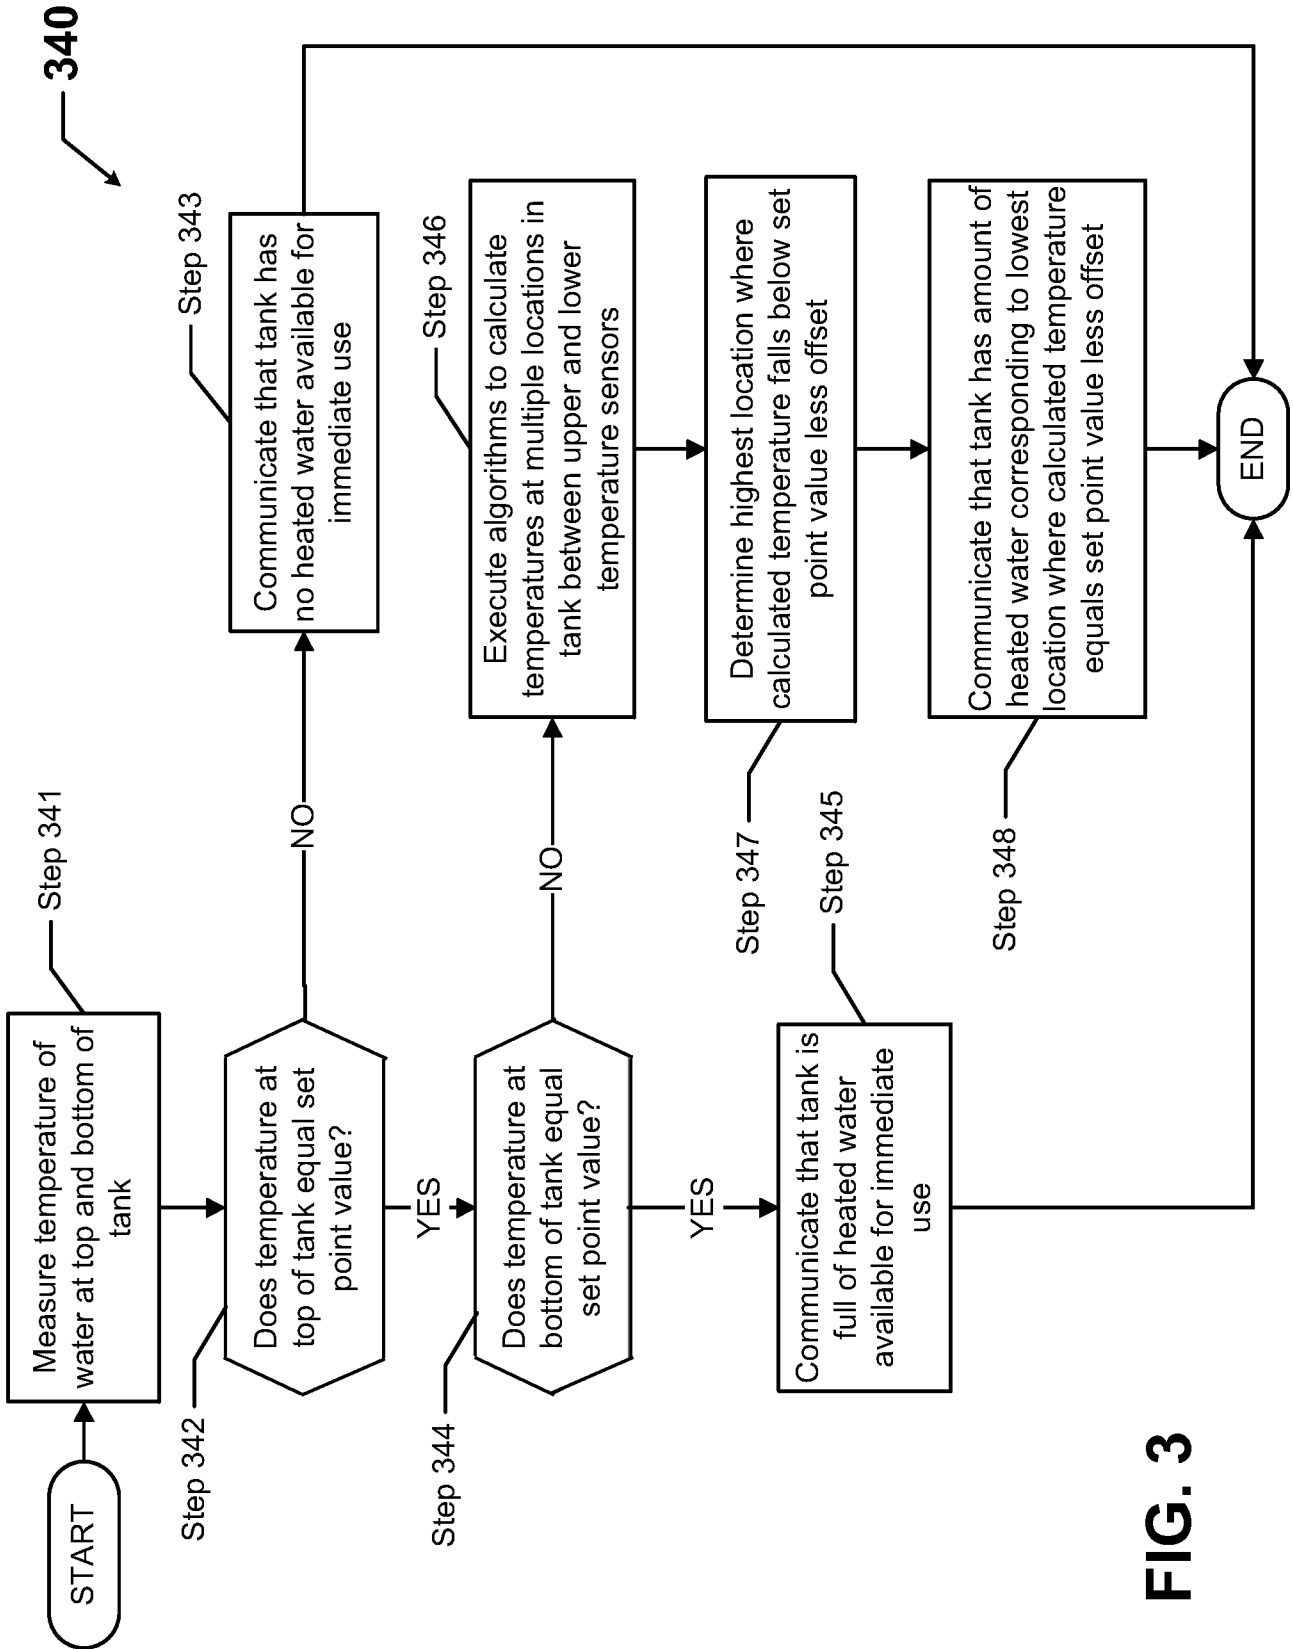 340
START
Measure temperature of
water at top and bottom of
tank
Step 341
Does temperature at
top of tank equal set
point value?
Step 342
NO
Communicate that tank has
no heated water available for
immediate use
Step 343
YES
Does temperature at
bottom of tank equal
set point value?
Step 344
NO
Execute algorithms to calculate
temperatures at multiple locations in
tank between upper and lower
temperature sensors
Step 346
YES
Determine highest location where
calculated temperature falls below set
point value less offset
Step 347
Communicate that tank is
full of heated water
available for immediate
use
Step 345
Communicate that tank has amount of
heated water corresponding to lowest
location where calculated temperature
equals set point value less offset
Step 348
END
FIG. 3